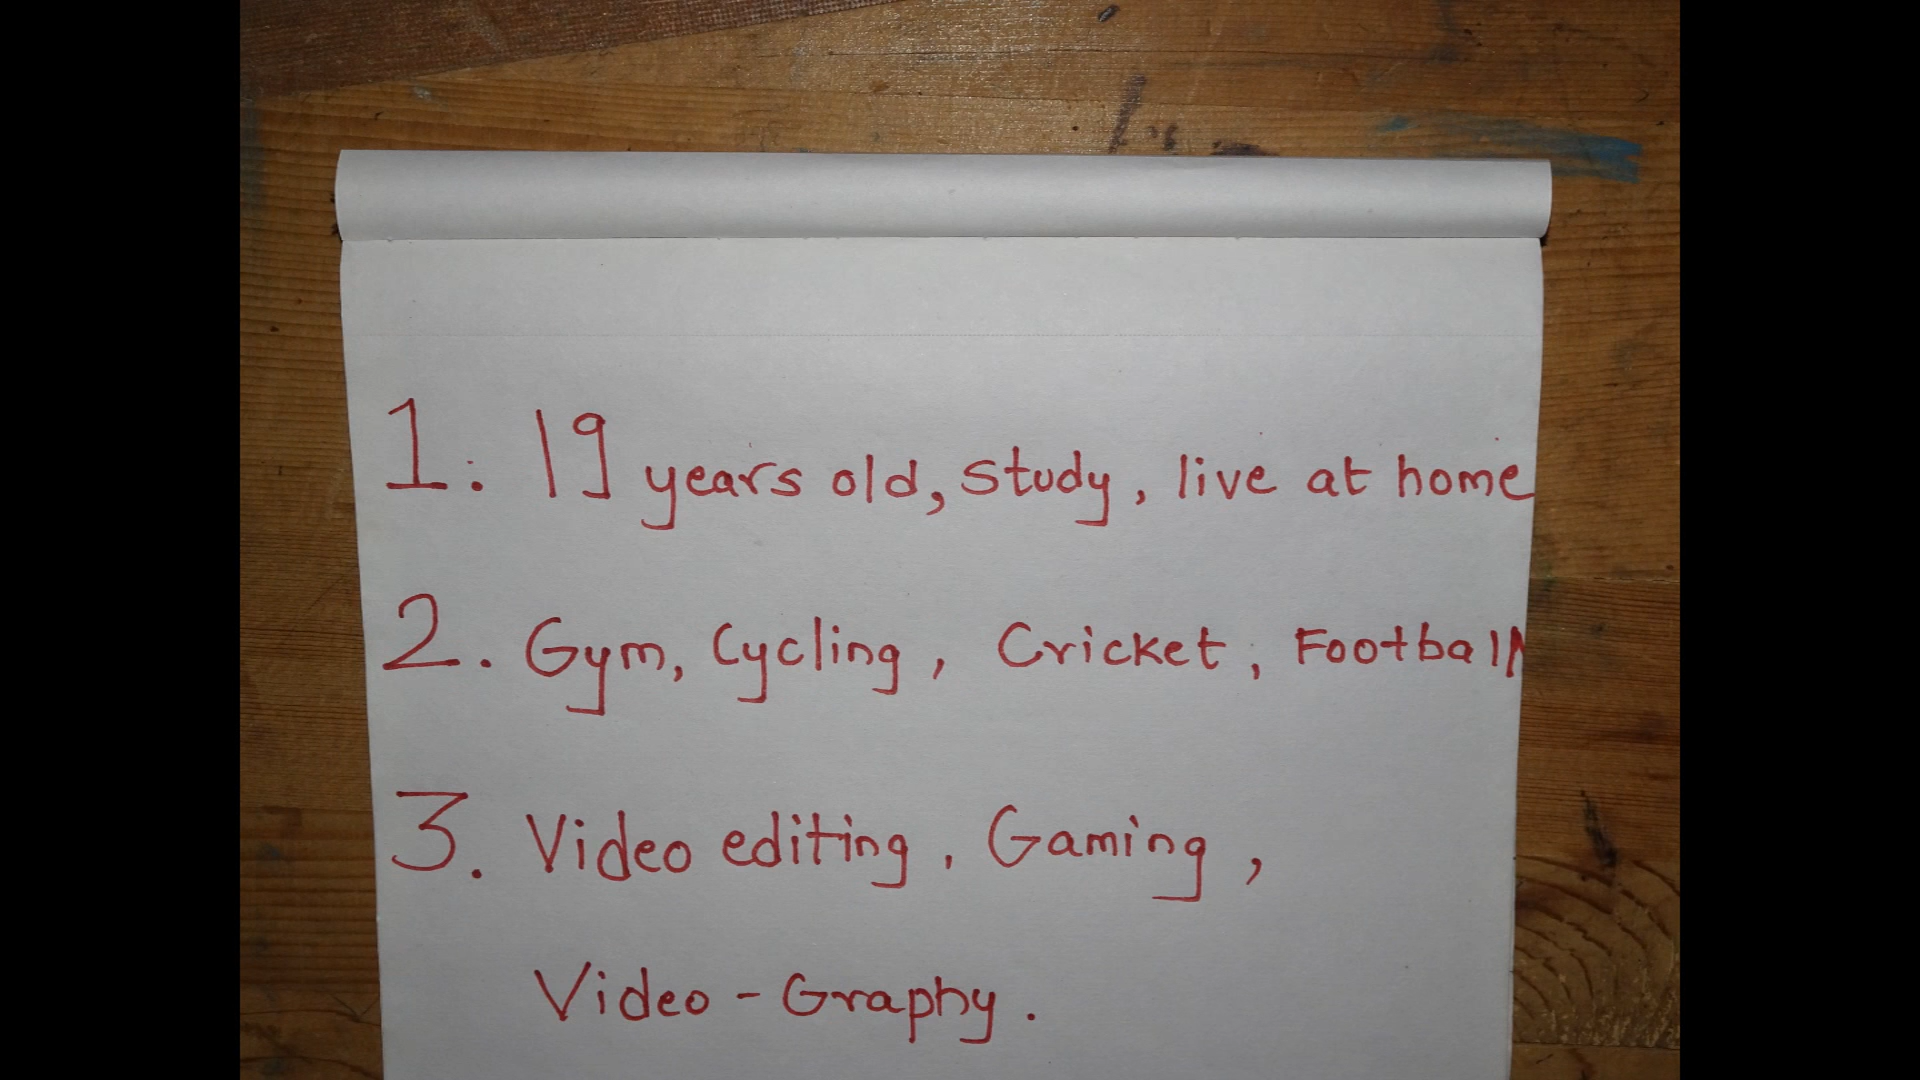 1. 19 years old, Study, live at home
2. Gym, Cycling, Cricket, Football
3. Video editing, Gaming,
Video - Graphy.